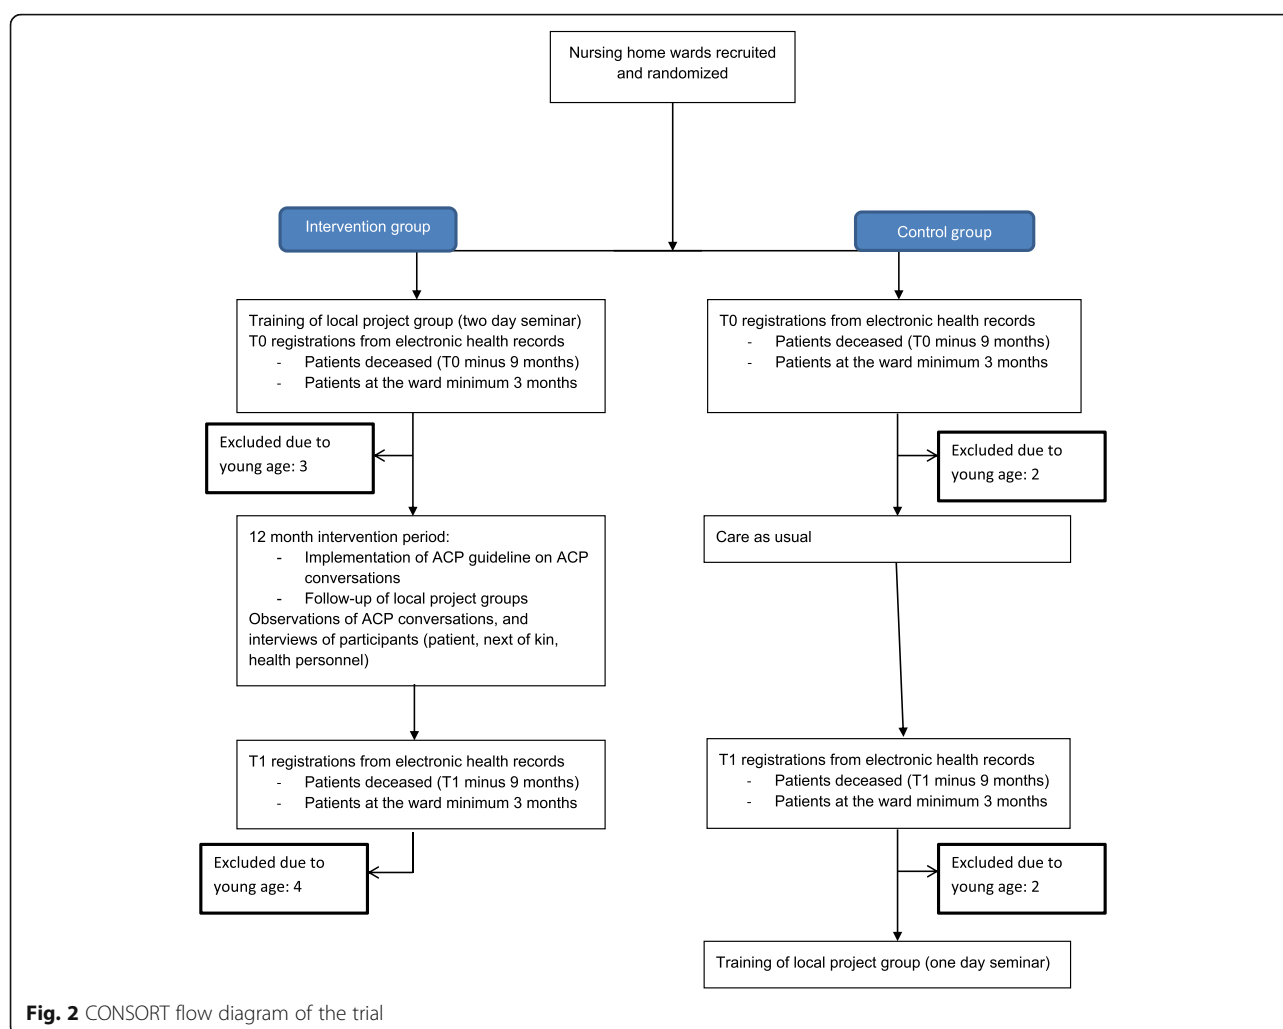 Nursing home wards recruited
and randomized
Intervention group
Control group
Training of local project group (two day seminar)
T0 registrations from electronic health records
- Patients deceased (T0 minus 9 months)
- Patients at the ward minimum 3 months
T0 registrations from electronic health records
- Patients deceased (T0 minus 9 months)
- Patients at the ward minimum 3 months
Excluded due to
young age: 3
Excluded due to
young age: 2
12 month intervention period:
- Implementation of ACP guideline on ACP
conversations
- Follow-up of local project groups
Observations of ACP conversations, and
interviews of participants (patient, next of kin,
health personnel)
Care as usual
T1 registrations from electronic health records
- Patients deceased (T1 minus 9 months)
- Patients at the ward minimum 3 months
T1 registrations from electronic health records
- Patients deceased (T1 minus 9 months)
- Patients at the ward minimum 3 months
Excluded due to
young age: 4
Excluded due to
young age: 2
Training of local project group (one day seminar)
Fig. 2 CONSORT flow diagram of the trial